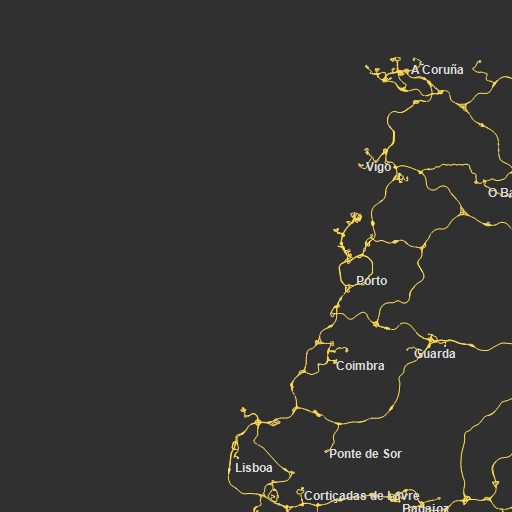 A Coruña
Vigo
O Ba
Porto
Guarda
Coimbra
Ponte de Sor
Lisboa
Corticadas de Lavre
Badajoz